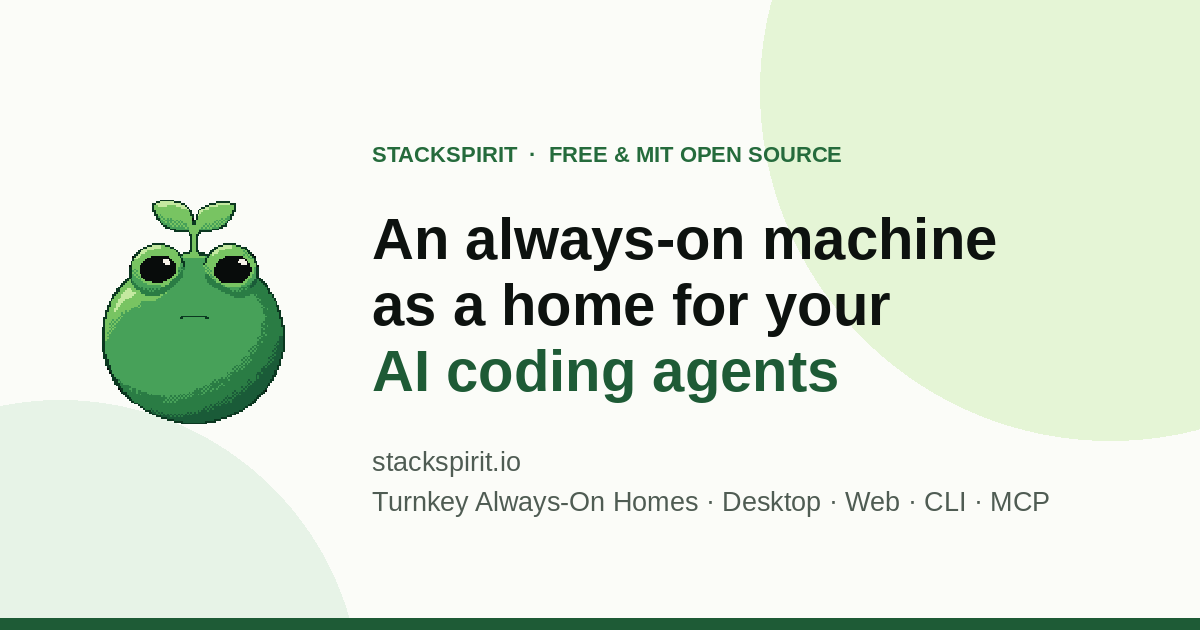 STACKSPIRIT · FREE & MIT OPEN SOURCE
An always-on machine
as a home for your
AI coding agents
stackspirit.io
Turnkey Always-On Homes · Desktop · Web · CLI · MCP